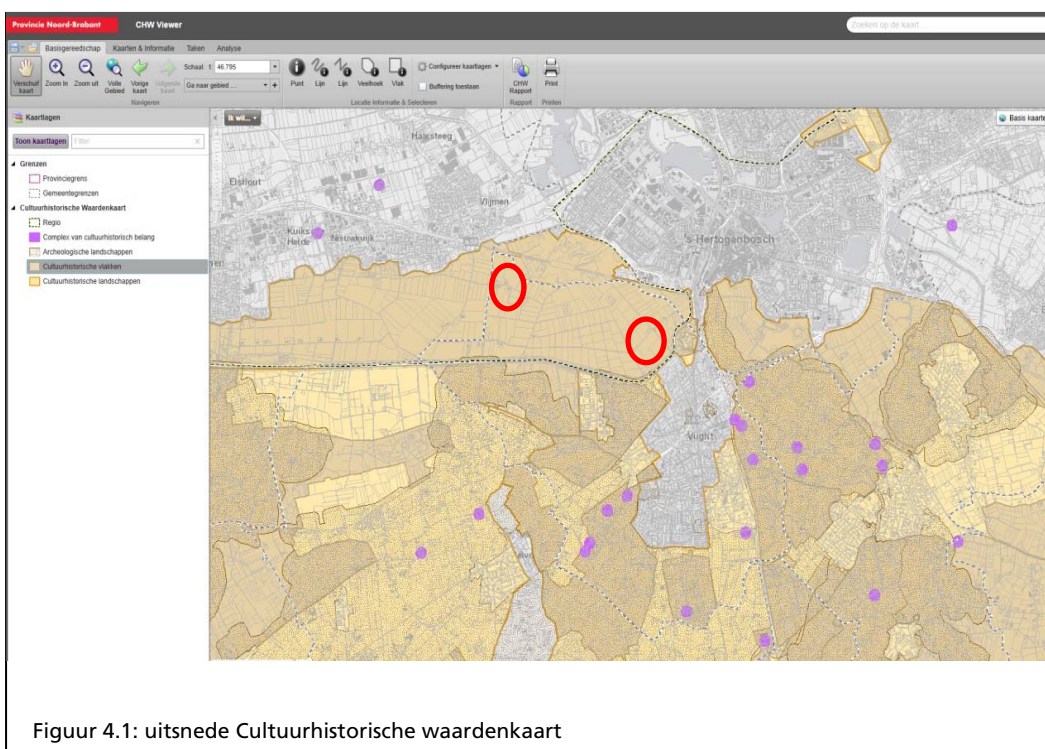 Provincie Noord-Brabant CHW Viewer
Zoeken op de kaart
Basisgereedschap Kaarten & Informatie Taken Analyse
Verschuif kaart
Zoom In
Zoom uit
Volle Gebied
Vorige kaart
Volgende kaart
Schaal: 1: 46.795
Ga naar gebied ...
Navigeren
Punt
Lijn
Lijn
Veelhoek
Vlak
Configureer kaartlagen
Buffering toestaan
Locatie Informatie & Selecteren
CHW Rapport
Rapport
Print
Printen
Kaartlagen
Toon kaartlagen Filter
Grenzen
Provinciegrens
Gemeentegrenzen
Cultuurhistorische Waardenkaart
Regio
Complex van cultuurhistorisch belang
Archeologische landschappen
Cultuurhistorische vlakken
Cultuurhistorische landschappen
Ik wil...
Basis kaarte
Haarsteeg
Elshout
Vlijmen
Nieuwkuijk
's-Hertogenbosch
Vught
Figuur 4.1: uitsnede Cultuurhistorische waardenkaart